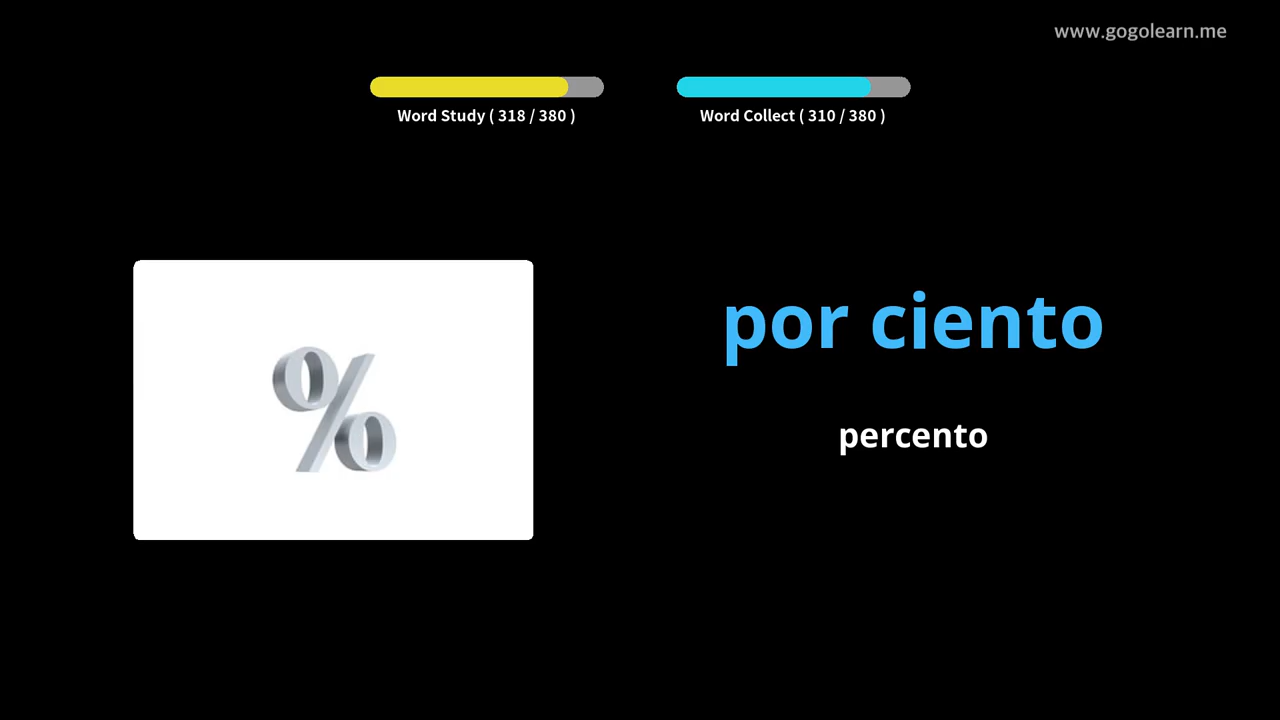 www.gogolearn.me
Word Study ( 318 / 380 )
Word Collect ( 310 / 380 )
%
por ciento
percento